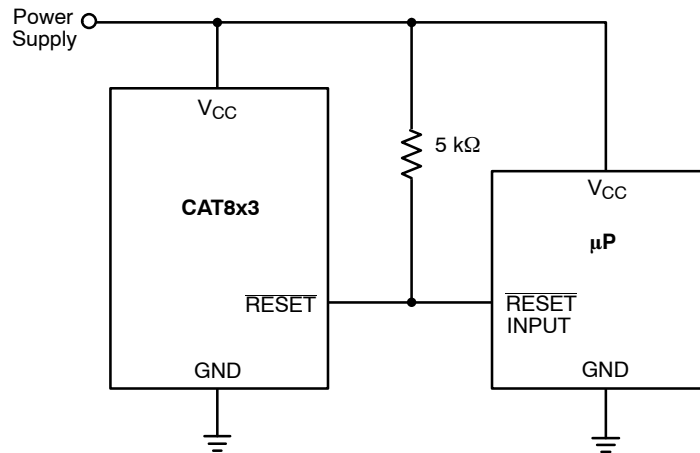 Power
Supply
VCC
5 kΩ
VCC
CAT8x3
μP
RESET
RESET
INPUT
GND
GND